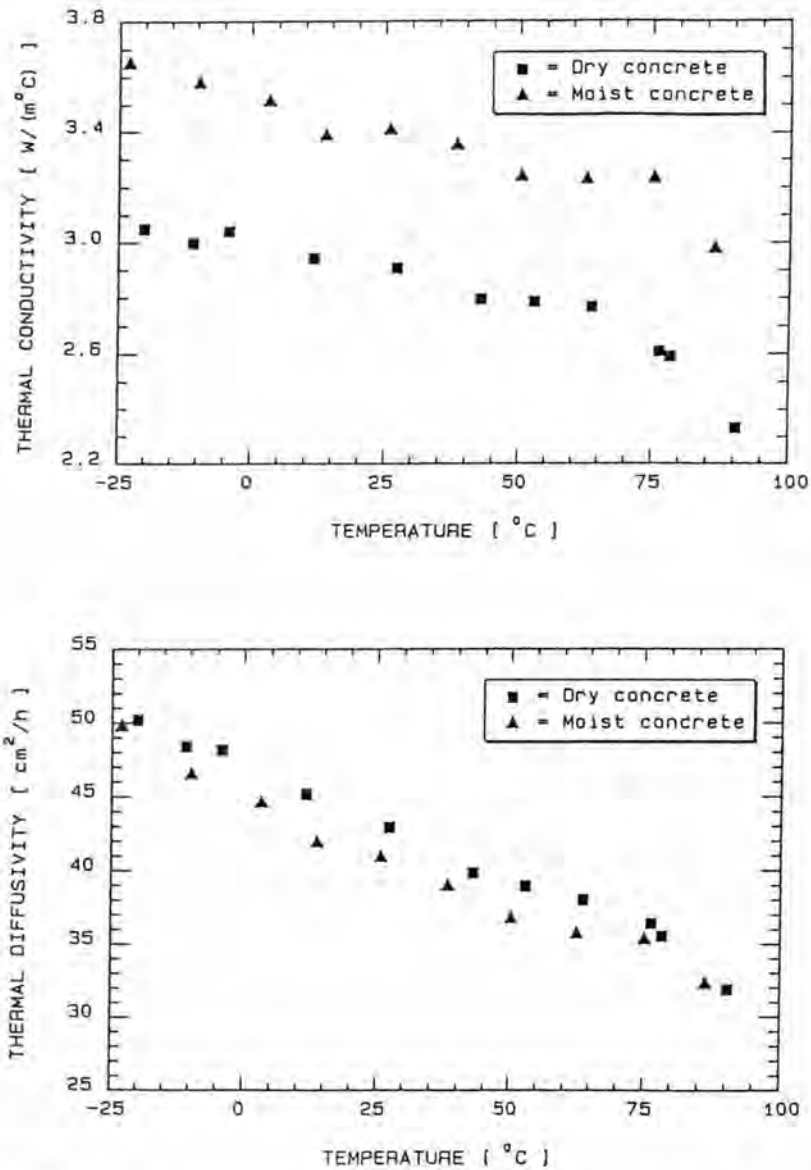 3.8
3.4
3.0
2.6
2.2
THERMAL CONDUCTIVITY [ W/(m°C) ]
■ = Dry concrete
▲ = Moist concrete
-25 0 25 50 75 100
TEMPERATURE [ °C ]
55
50
45
40
35
30
25
THERMAL DIFFUSIVITY [ cm²/h ]
■ = Dry concrete
▲ = Moist concrete
-25 0 25 50 75 100
TEMPERATURE [ °C ]